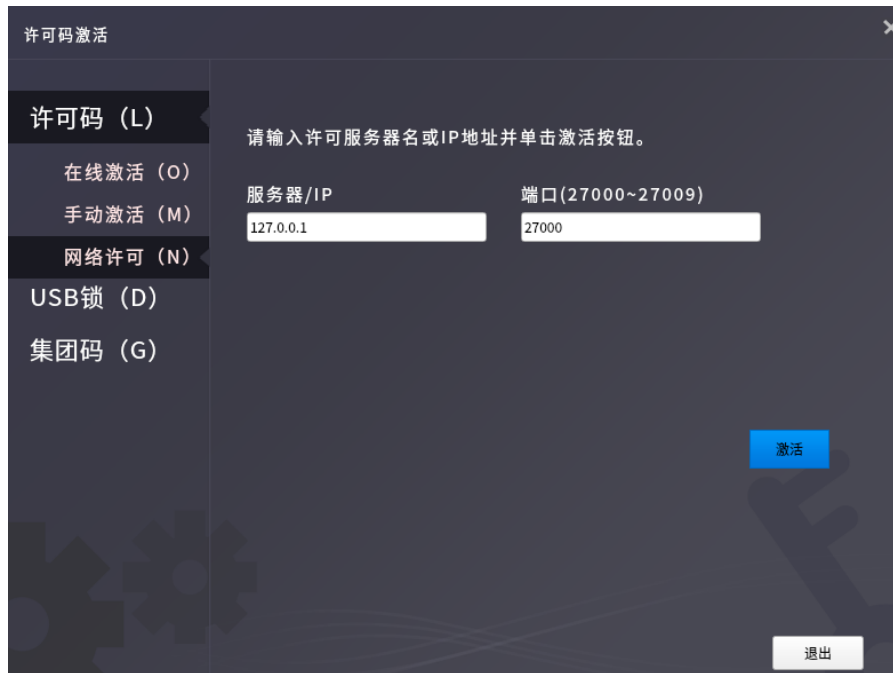 许可码激活
许可码（L）
在线激活（O）
手动激活（M）
网络许可（N）
USB锁（D）
集团码（G）
请输入许可服务器名或IP地址并单击激活按钮。
服务器/IP
端口(27000~27009)
127.0.0.1
27000
激活
退出